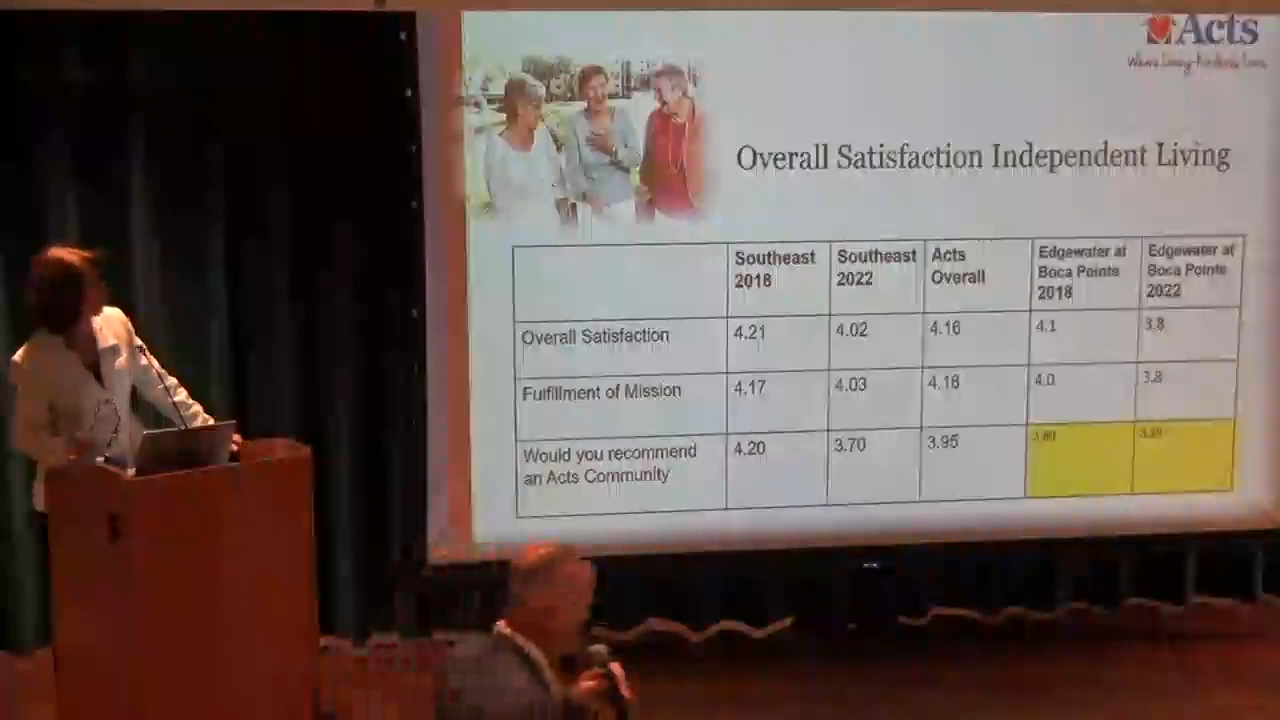 Acts
Overall Satisfaction Independent Living
Southeast 2018
Southeast 2022
Acts Overall
Edgewater at Boca Pointe 2018
Edgewater at Boca Pointe 2022
Overall Satisfaction 4.21 4.02 4.16 4.1 3.8
Fulfillment of Mission 4.17 4.03 4.18 4.0 3.8
Would you recommend an Acts Community 4.20 3.70 3.95